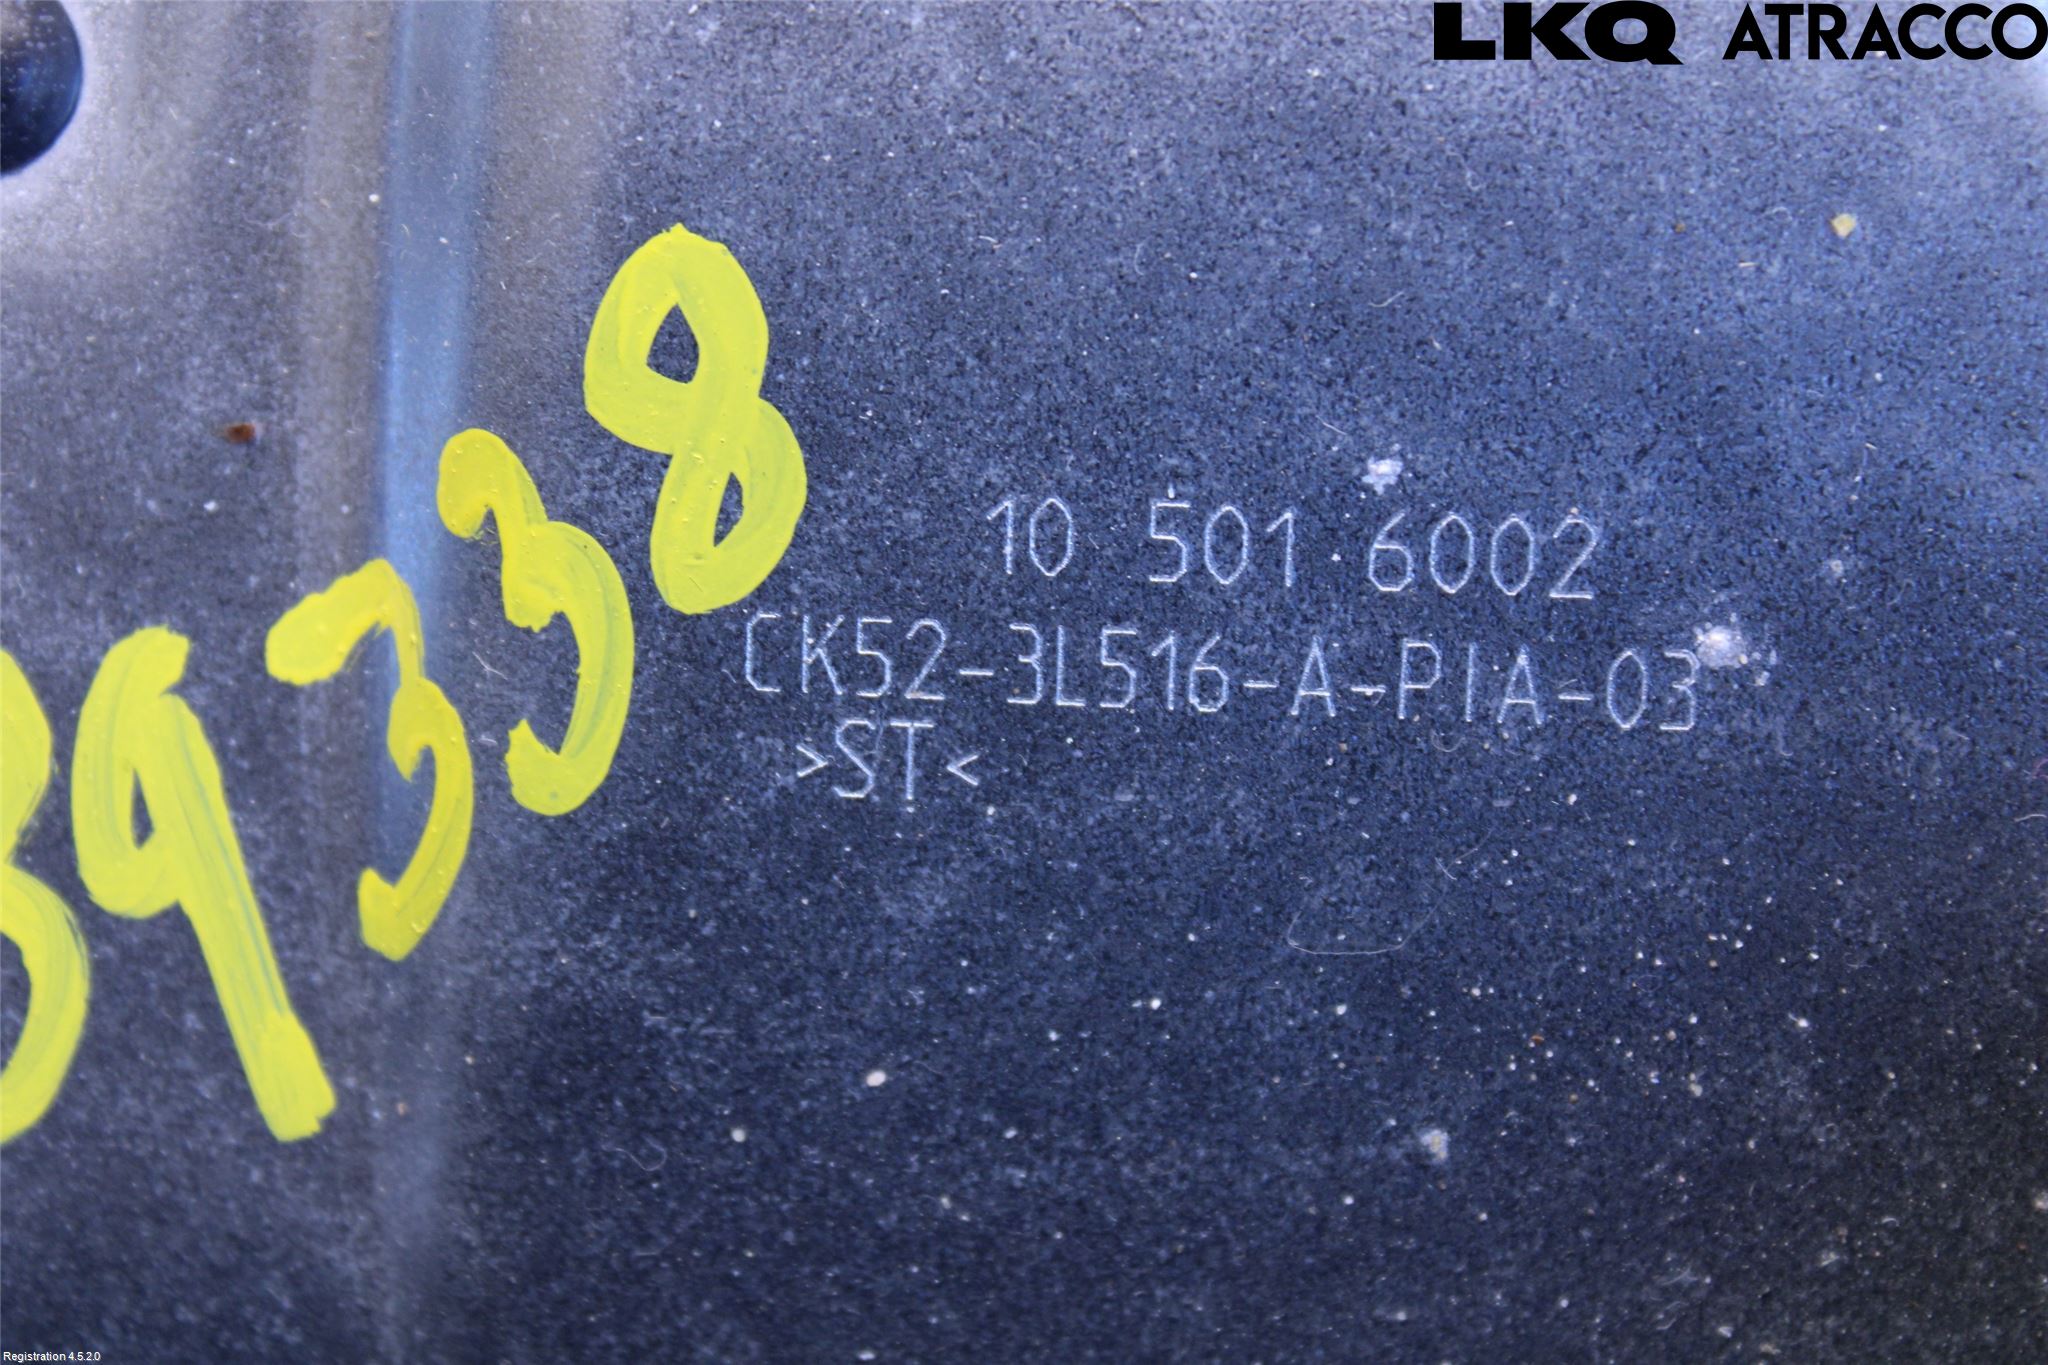 LKQ ATRACCO
39338
10 501 6002
CK52-3L516-A-PIA-03
>ST<
Registration 4.5.2.0